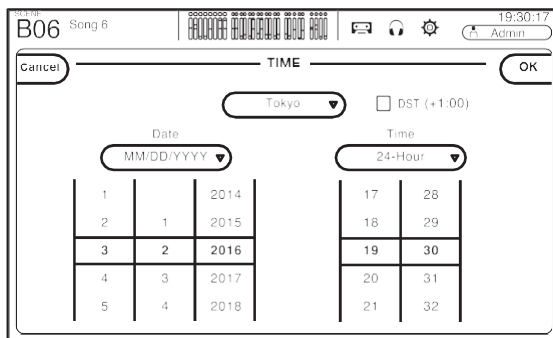 SCENE
B06 Song 6
19:30:17
Admin
Cancel
TIME
OK
Tokyo
DST (+1:00)
Date
Time
MM/DD/YYYY
24-Hour
1 2014 17 28
2 1 2015 18 29
3 2 2016 19 30
4 3 2017 20 31
5 4 2018 21 32